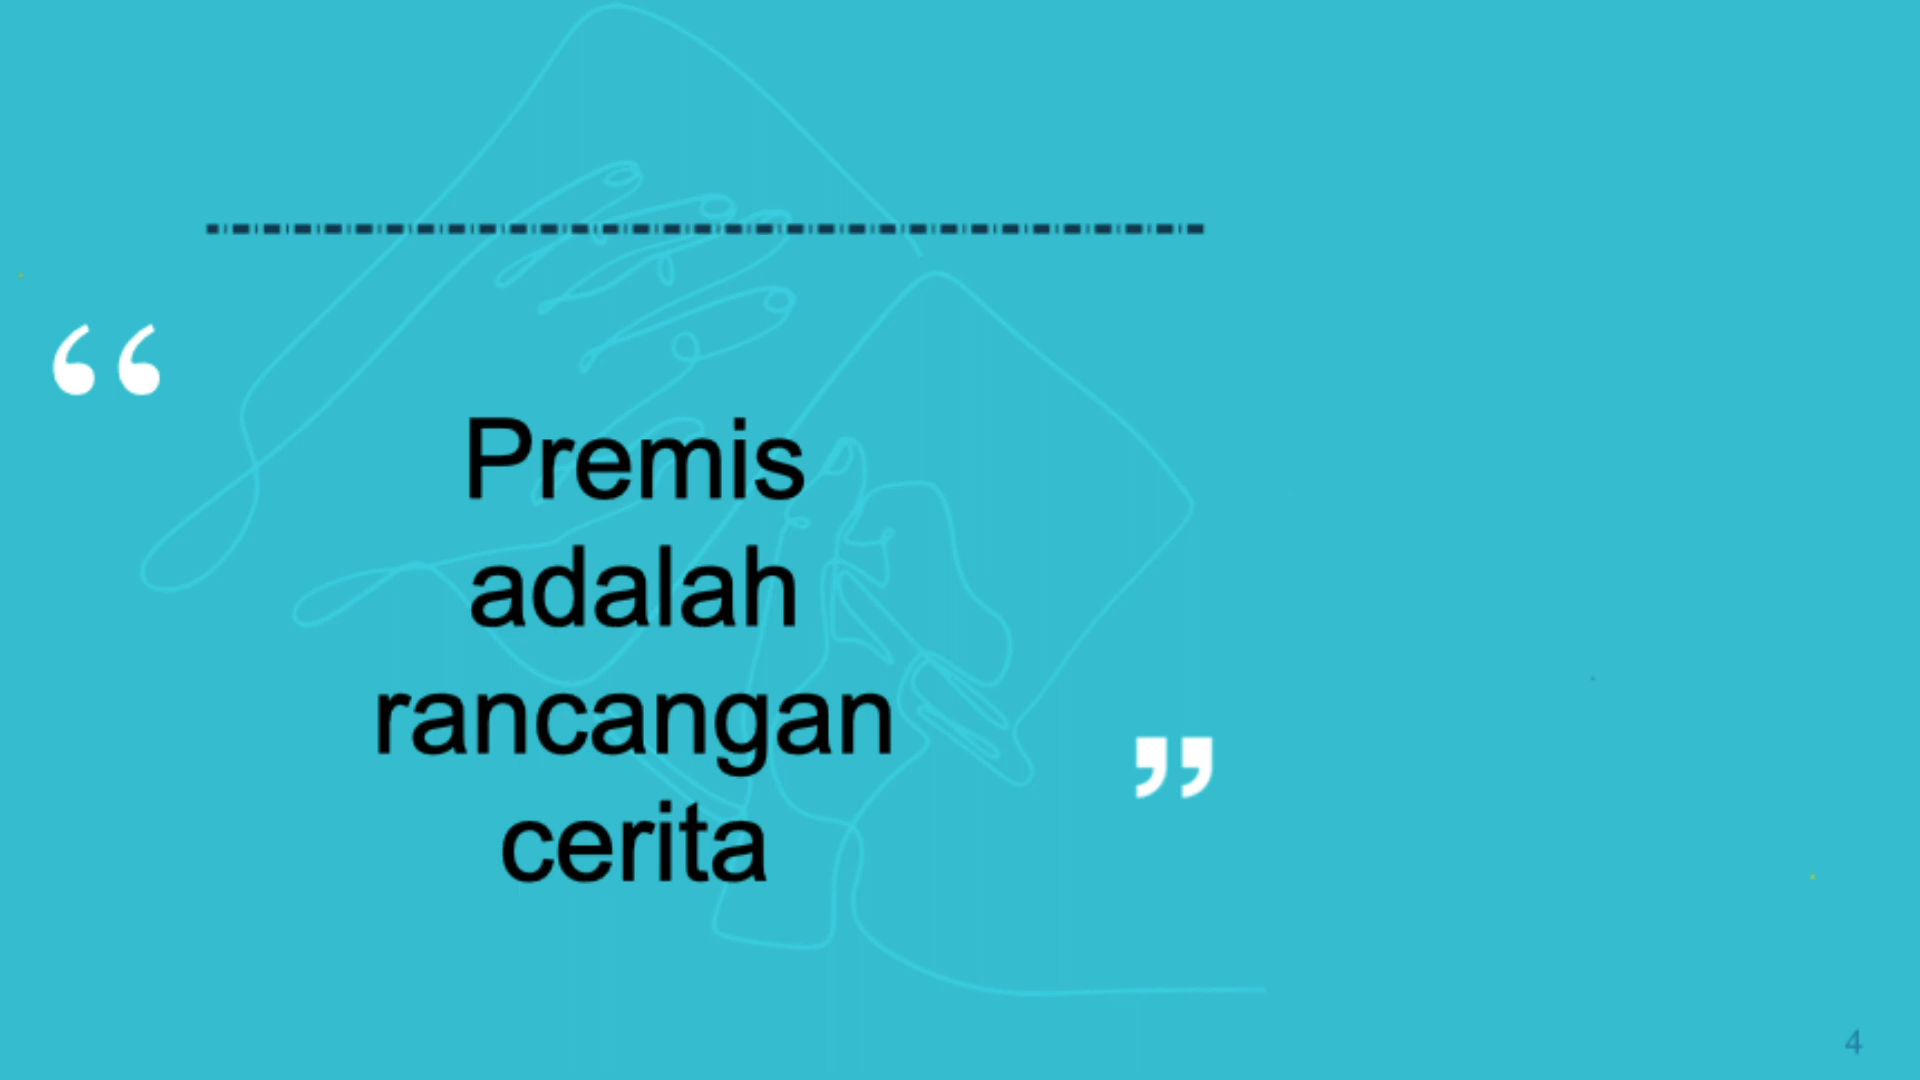 “
Premis
adalah
rancangan
cerita
”
4